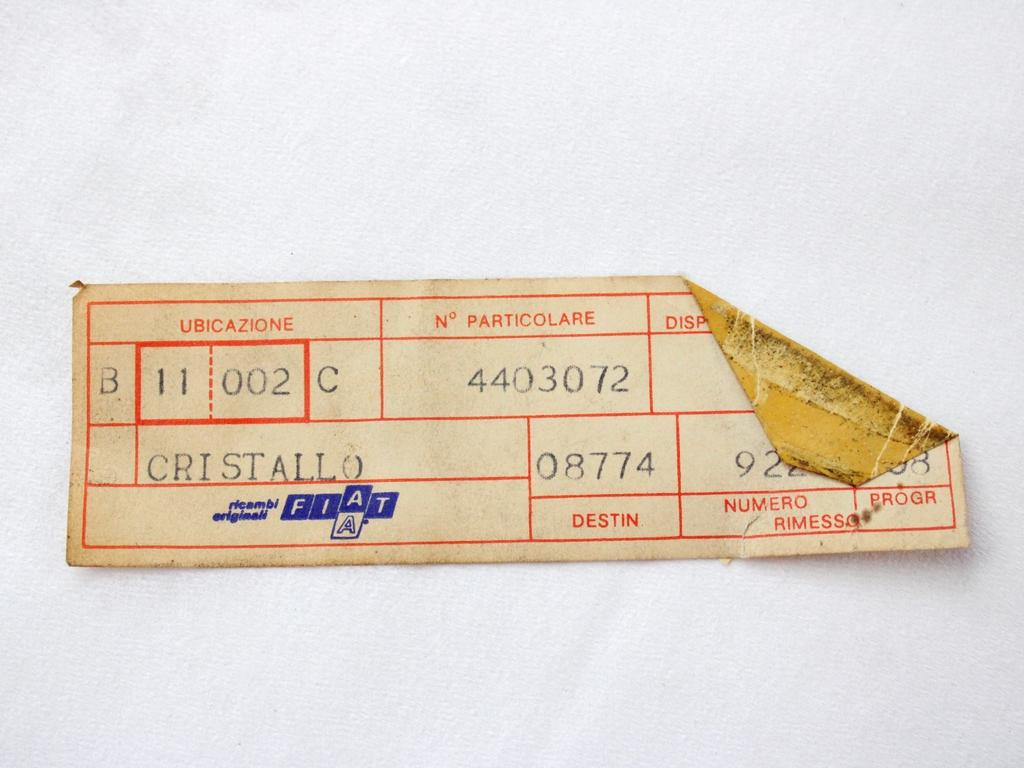 UBICAZIONE N° PARTICOLARE
B 11 002 C 4403072
CRISTALLO 08774
ricambi originali FIAT
DESTIN. NUMERO RIMESSO PROGR